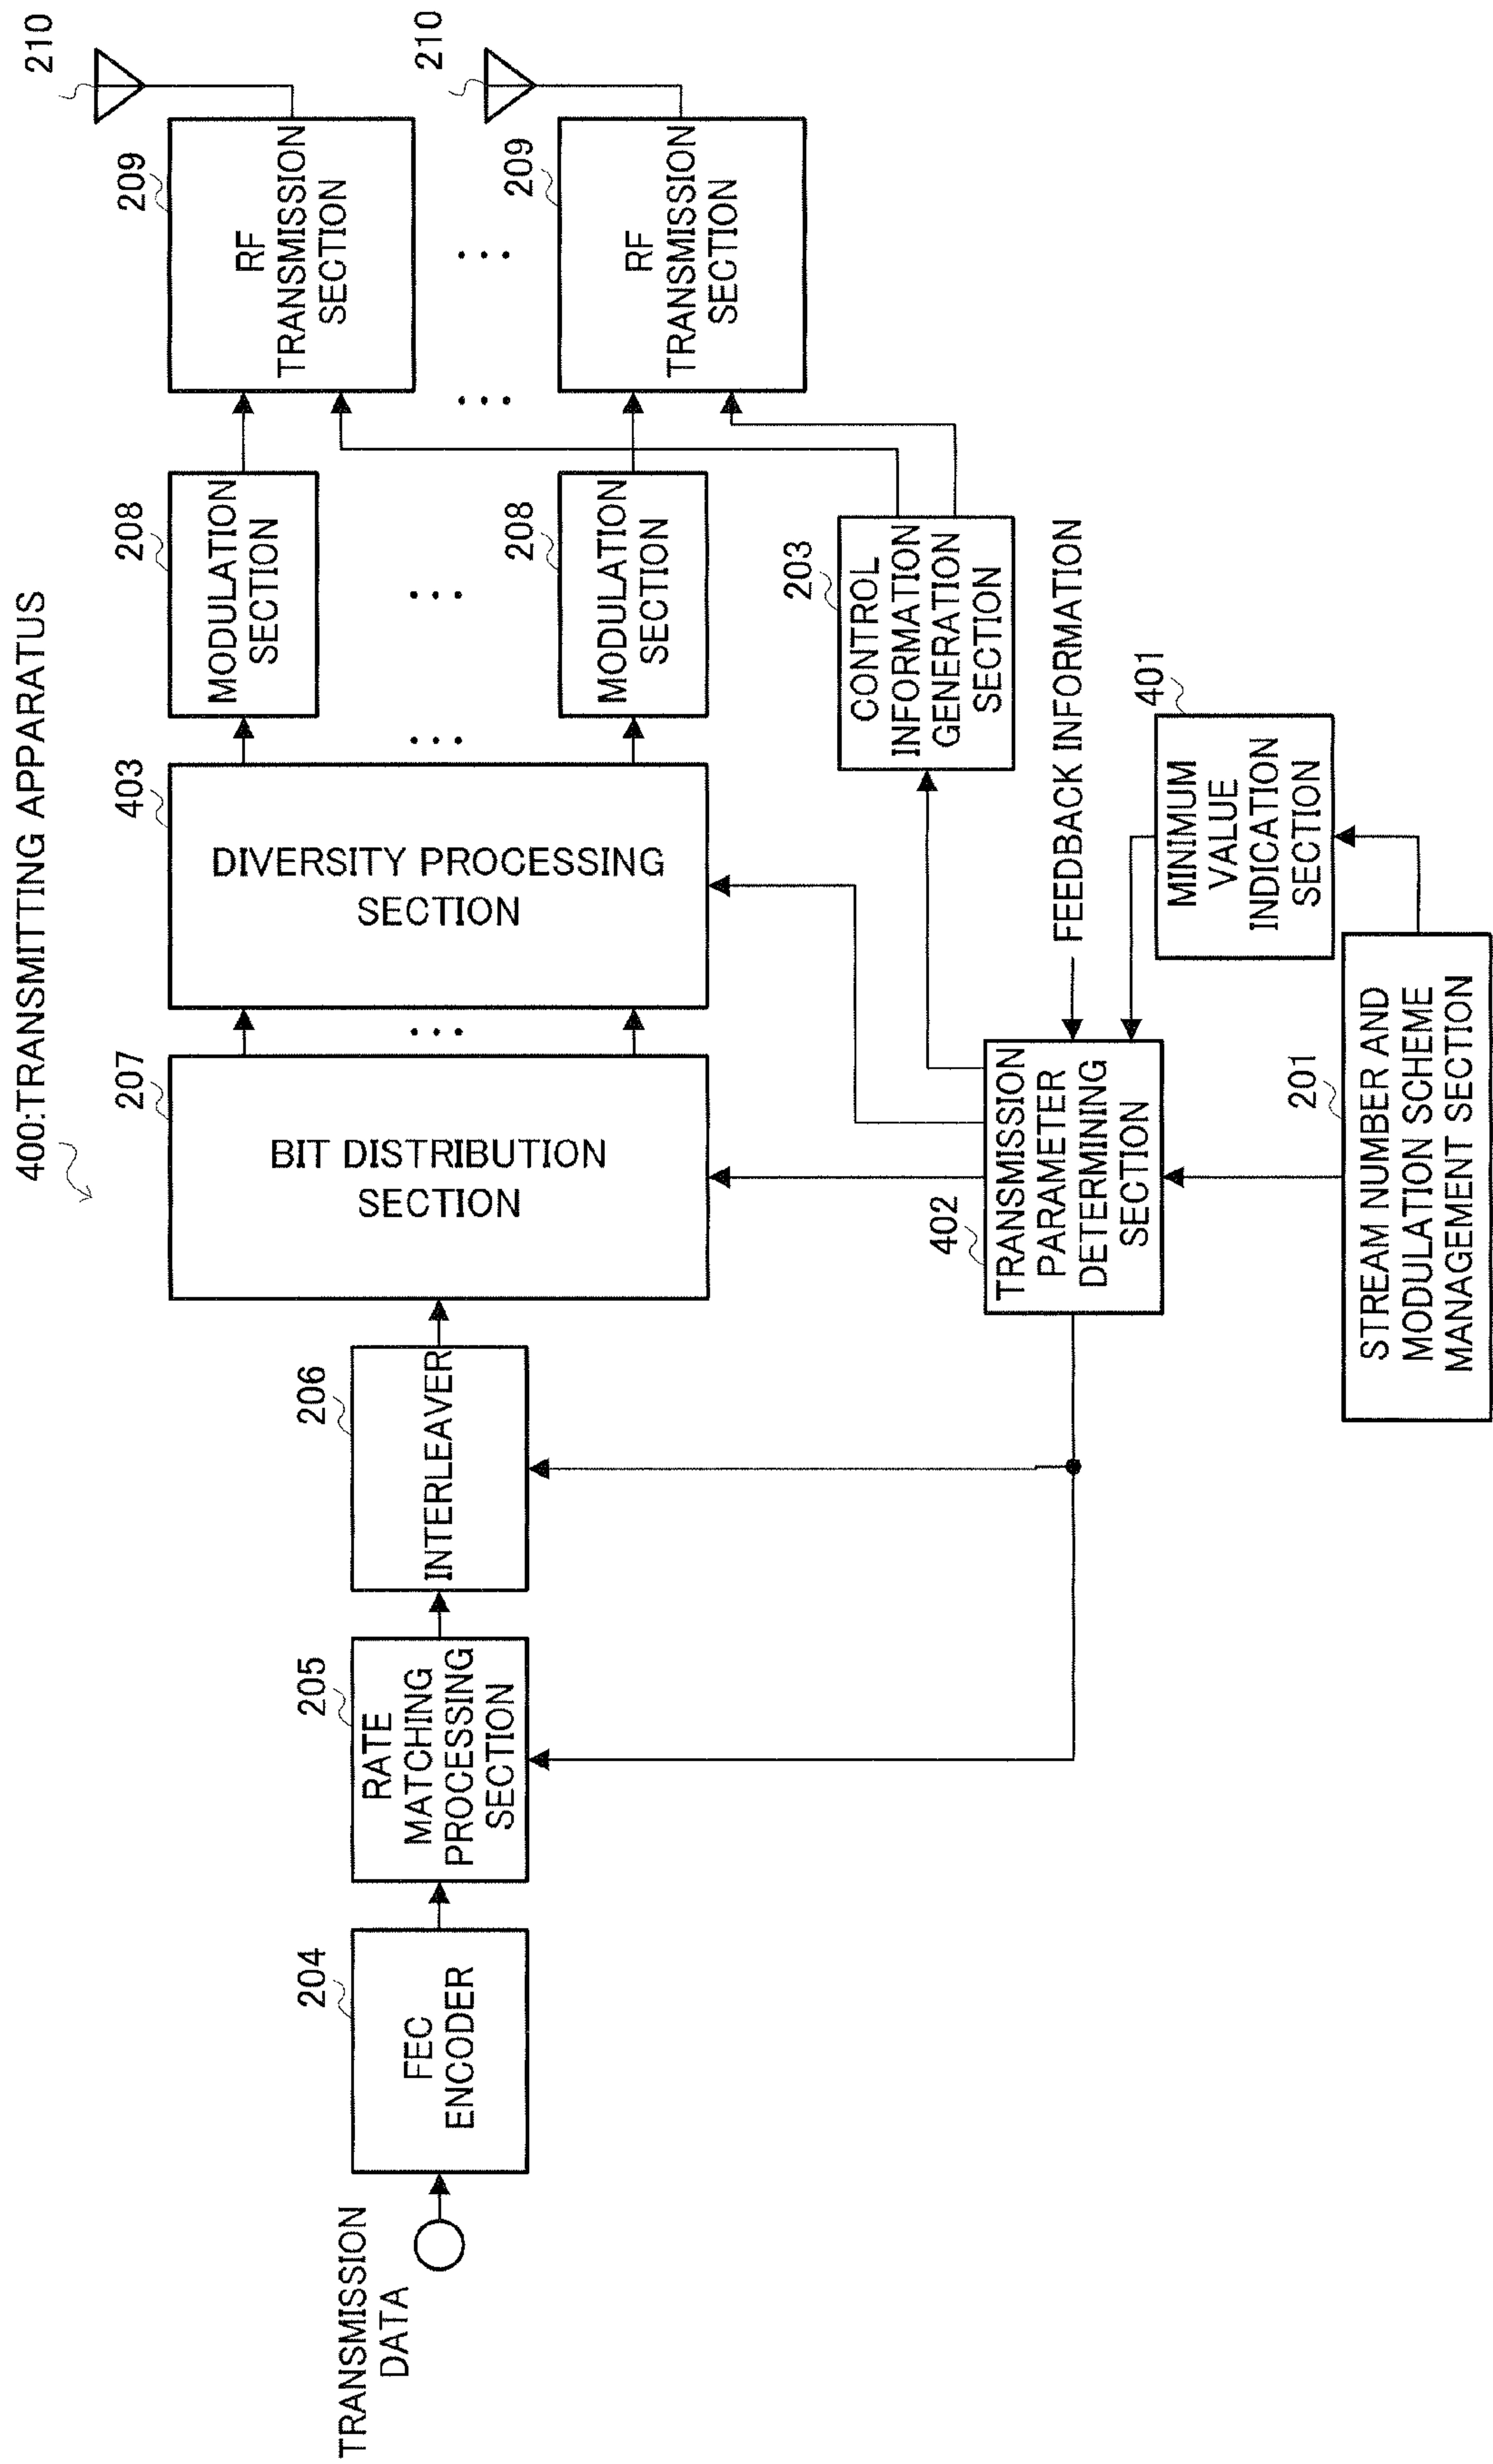 400:TRANSMITTING APPARATUS
TRANSMISSION
DATA
204
FEC
ENCODER
205
RATE
MATCHING
PROCESSING
SECTION
206
INTERLEAVER
207
BIT DISTRIBUTION
SECTION
403
DIVERSITY PROCESSING
SECTION
...
...
208
MODULATION
SECTION
...
208
MODULATION
SECTION
209
RF
TRANSMISSION
SECTION
...
...
209
RF
TRANSMISSION
SECTION
210
210
203
CONTROL
INFORMATION
GENERATION
SECTION
402
TRANSMISSION
PARAMETER
DETERMINING
SECTION
FEEDBACK INFORMATION
401
MINIMUM
VALUE
INDICATION
SECTION
201
STREAM NUMBER AND
MODULATION SCHEME
MANAGEMENT SECTION